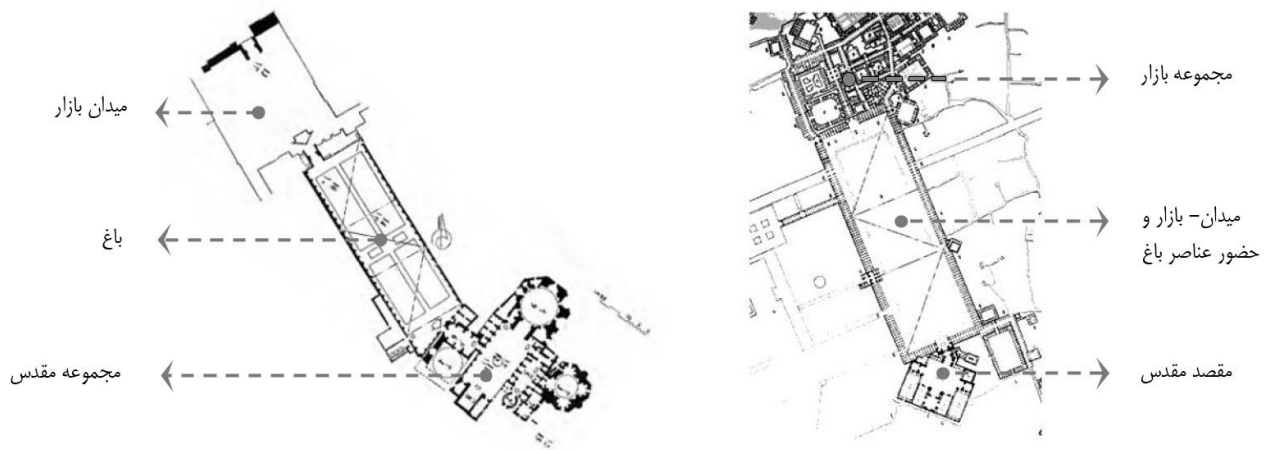 مجموعه بازار
میدان– بازار و
حضور عناصر باغ
مقصد مقدس
میدان بازار
باغ
مجموعه مقدس